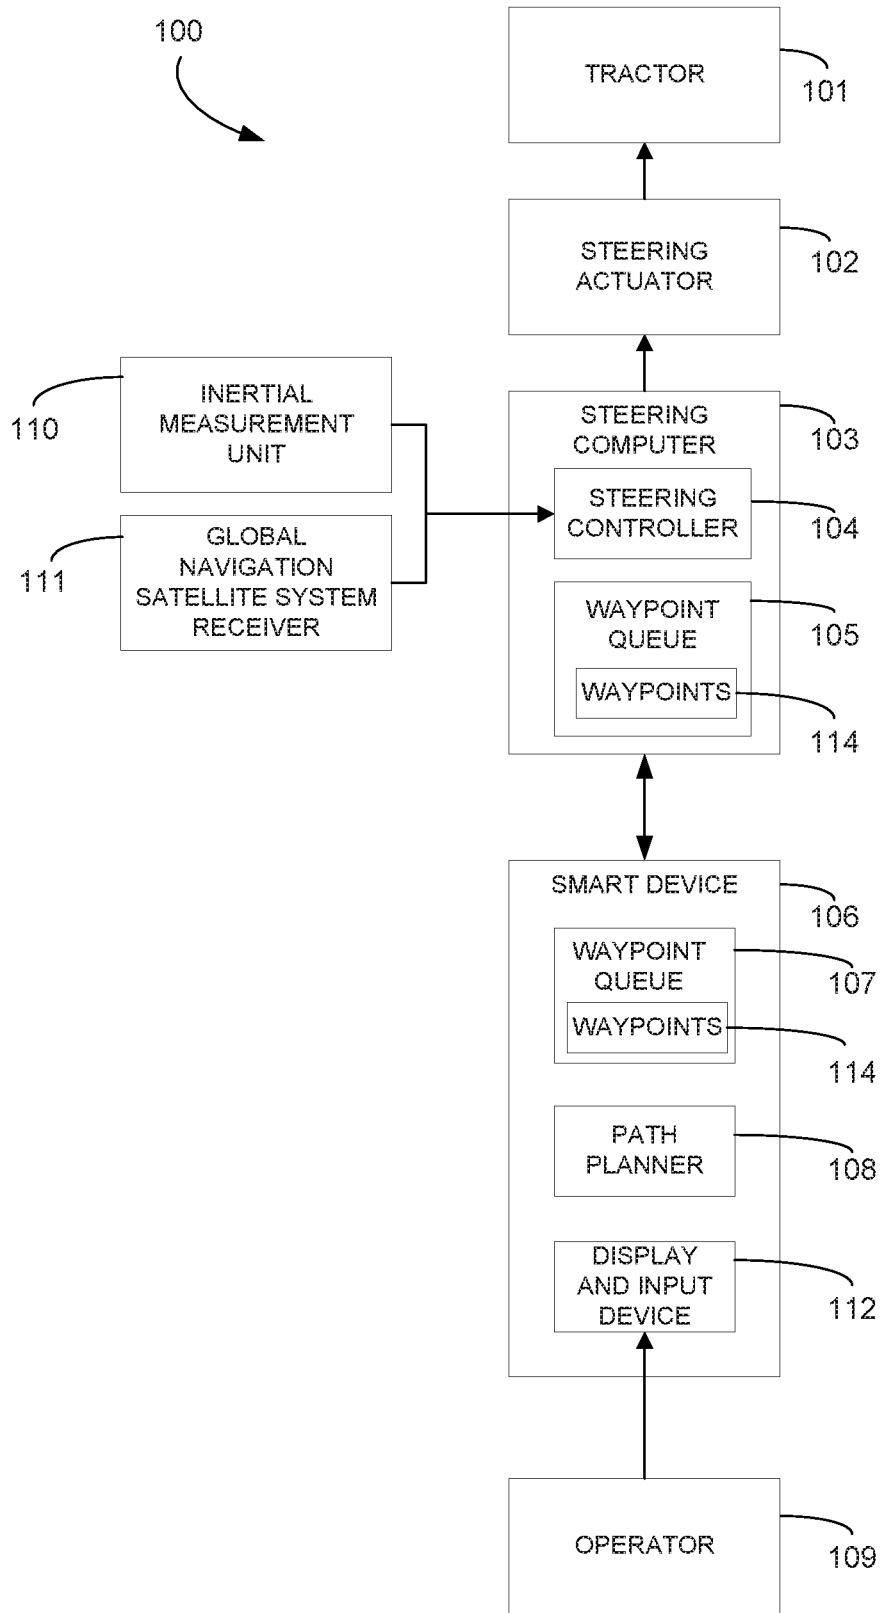 100
TRACTOR
101
STEERING
ACTUATOR
102
INERTIAL
MEASUREMENT
UNIT
110
GLOBAL
NAVIGATION
SATELLITE SYSTEM
RECEIVER
111
STEERING
COMPUTER
103
STEERING
CONTROLLER
104
WAYPOINT
QUEUE
105
WAYPOINTS
114
SMART DEVICE
106
WAYPOINT
QUEUE
107
WAYPOINTS
114
PATH
PLANNER
108
DISPLAY
AND INPUT
DEVICE
112
OPERATOR
109